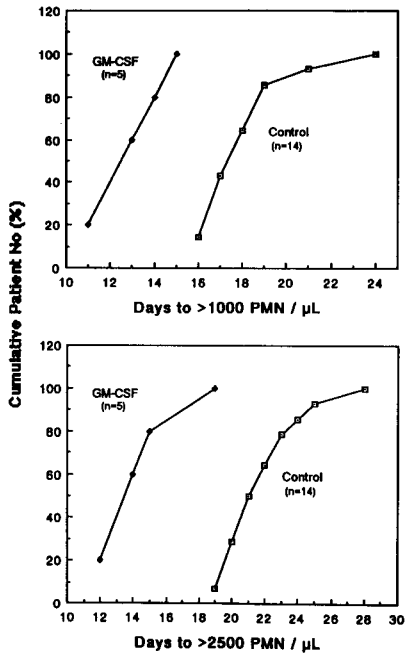 Cumulative Patient No (%)
120
100
80
60
40
20
0
GM-CSF
(n=5)
Control
(n=14)
10 12 14 16 18 20 22 24
Days to >1000 PMN / µL
120
100
80
60
40
20
0
GM-CSF
(n=5)
Control
(n=14)
10 12 14 16 18 20 22 24 26 28 30
Days to >2500 PMN / µL